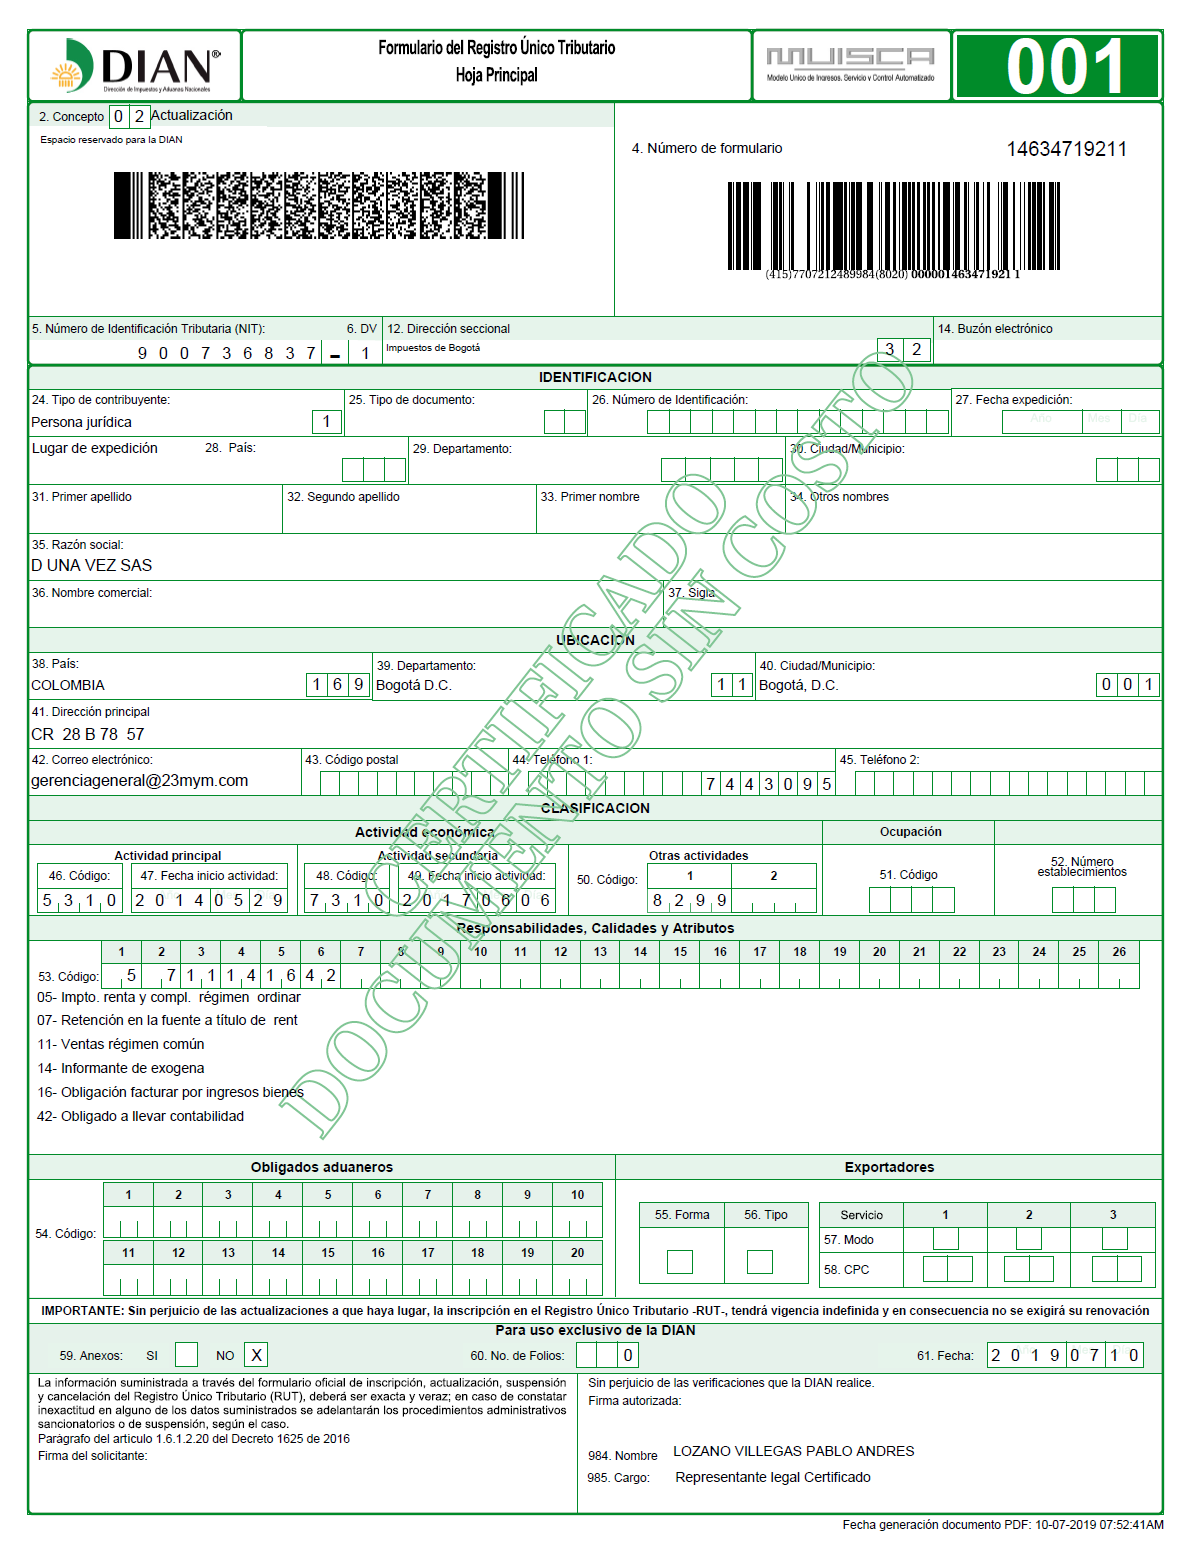 DIAN®
Dirección de Impuestos y Aduanas Nacionales
Formulario del Registro Único Tributario
Hoja Principal
MUISCA
Modelo Unico de Ingresos, Servicio y Control Automatizado
001
2. Concepto 0 2 Actualización
Espacio reservado para la DIAN
4. Número de formulario 14634719211
(415)7707212489984(8020) 000001463471921 1
5. Número de Identificación Tributaria (NIT): 6. DV 12. Dirección seccional 14. Buzón electrónico
9 0 0 7 3 6 8 3 7 - 1 Impuestos de Bogotá 3 2
IDENTIFICACION
24. Tipo de contribuyente: 25. Tipo de documento: 26. Número de Identificación: 27. Fecha expedición:
Persona jurídica 1 Año Mes Día
Lugar de expedición 28. País: 29. Departamento: 30. Ciudad/Municipio:
31. Primer apellido 32. Segundo apellido 33. Primer nombre 34. Otros nombres
35. Razón social:
D UNA VEZ SAS
36. Nombre comercial: 37. Sigla
UBICACION
38. País: 39. Departamento: 40. Ciudad/Municipio:
COLOMBIA 1 6 9 Bogotá D.C. 1 1 Bogotá, D.C. 0 0 1
41. Dirección principal
CR 28 B 78 57
42. Correo electrónico: 43. Código postal 44. Teléfono 1: 45. Teléfono 2:
gerenciageneral@23mym.com 7 4 4 3 0 9 5
CLASIFICACION
Actividad económica Ocupación
Actividad principal Actividad secundaria Otras actividades
46. Código: 47. Fecha inicio actividad: 48. Código: 49. Fecha inicio actividad: 50. Código: 1 2 51. Código 52. Número establecimientos
5 3 1 0 2 0 1 4 0 5 2 9 7 3 1 0 2 0 1 7 0 6 0 6 8 2 9 9
Responsabilidades, Calidades y Atributos
1 2 3 4 5 6 7 8 9 10 11 12 13 14 15 16 17 18 19 20 21 22 23 24 25 26
53. Código: 5 7 1 1 1 4 1 6 4 2
05- Impto. renta y compl. régimen ordinar
07- Retención en la fuente a título de rent
11- Ventas régimen común
14- Informante de exogena
16- Obligación facturar por ingresos bienes
42- Obligado a llevar contabilidad
CERTIFICADO
DOCUMENTO SIN COSTO
Obligados aduaneros Exportadores
1 2 3 4 5 6 7 8 9 10
54. Código:
11 12 13 14 15 16 17 18 19 20
55. Forma 56. Tipo Servicio 1 2 3
57. Modo
58. CPC
IMPORTANTE: Sin perjuicio de las actualizaciones a que haya lugar, la inscripción en el Registro Único Tributario -RUT-, tendrá vigencia indefinida y en consecuencia no se exigirá su renovación
Para uso exclusivo de la DIAN
59. Anexos: SI NO X 60. No. de Folios: 0 61. Fecha: 2 0 1 9 0 7 1 0
La información suministrada a través del formulario oficial de inscripción, actualización, suspensión
y cancelación del Registro Único Tributario (RUT), deberá ser exacta y veraz; en caso de constatar
inexactitud en alguno de los datos suministrados se adelantarán los procedimientos administrativos
sancionatorios o de suspensión, según el caso.
Parágrafo del articulo 1.6.1.2.20 del Decreto 1625 de 2016
Firma del solicitante:
Sin perjuicio de las verificaciones que la DIAN realice.
Firma autorizada:
984. Nombre LOZANO VILLEGAS PABLO ANDRES
985. Cargo: Representante legal Certificado
Fecha generación documento PDF: 10-07-2019 07:52:41AM